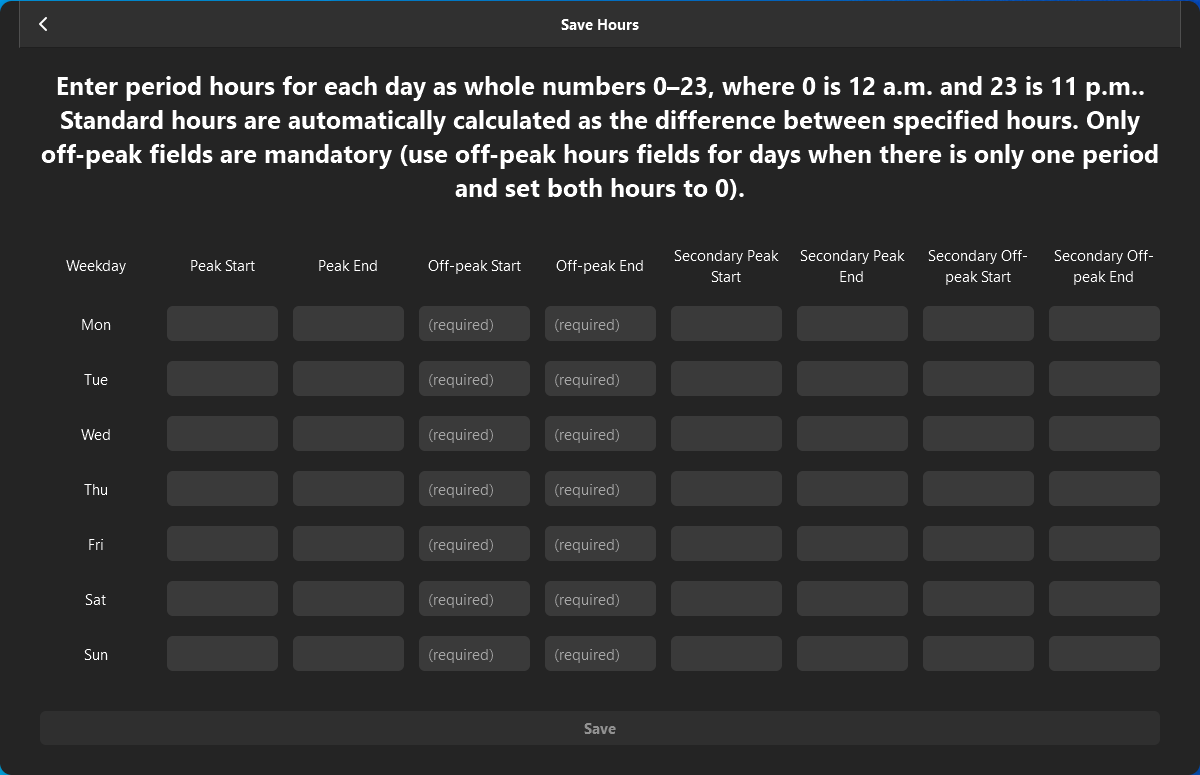 Save Hours
Enter period hours for each day as whole numbers 0–23, where 0 is 12 a.m. and 23 is 11 p.m..
Standard hours are automatically calculated as the difference between specified hours. Only
off-peak fields are mandatory (use off-peak hours fields for days when there is only one period
and set both hours to 0).
Weekday Peak Start Peak End Off-peak Start Off-peak End Secondary Peak Start Secondary Peak End Secondary Off-peak Start Secondary Off-peak End
Mon (required) (required)
Tue (required) (required)
Wed (required) (required)
Thu (required) (required)
Fri (required) (required)
Sat (required) (required)
Sun (required) (required)
Save